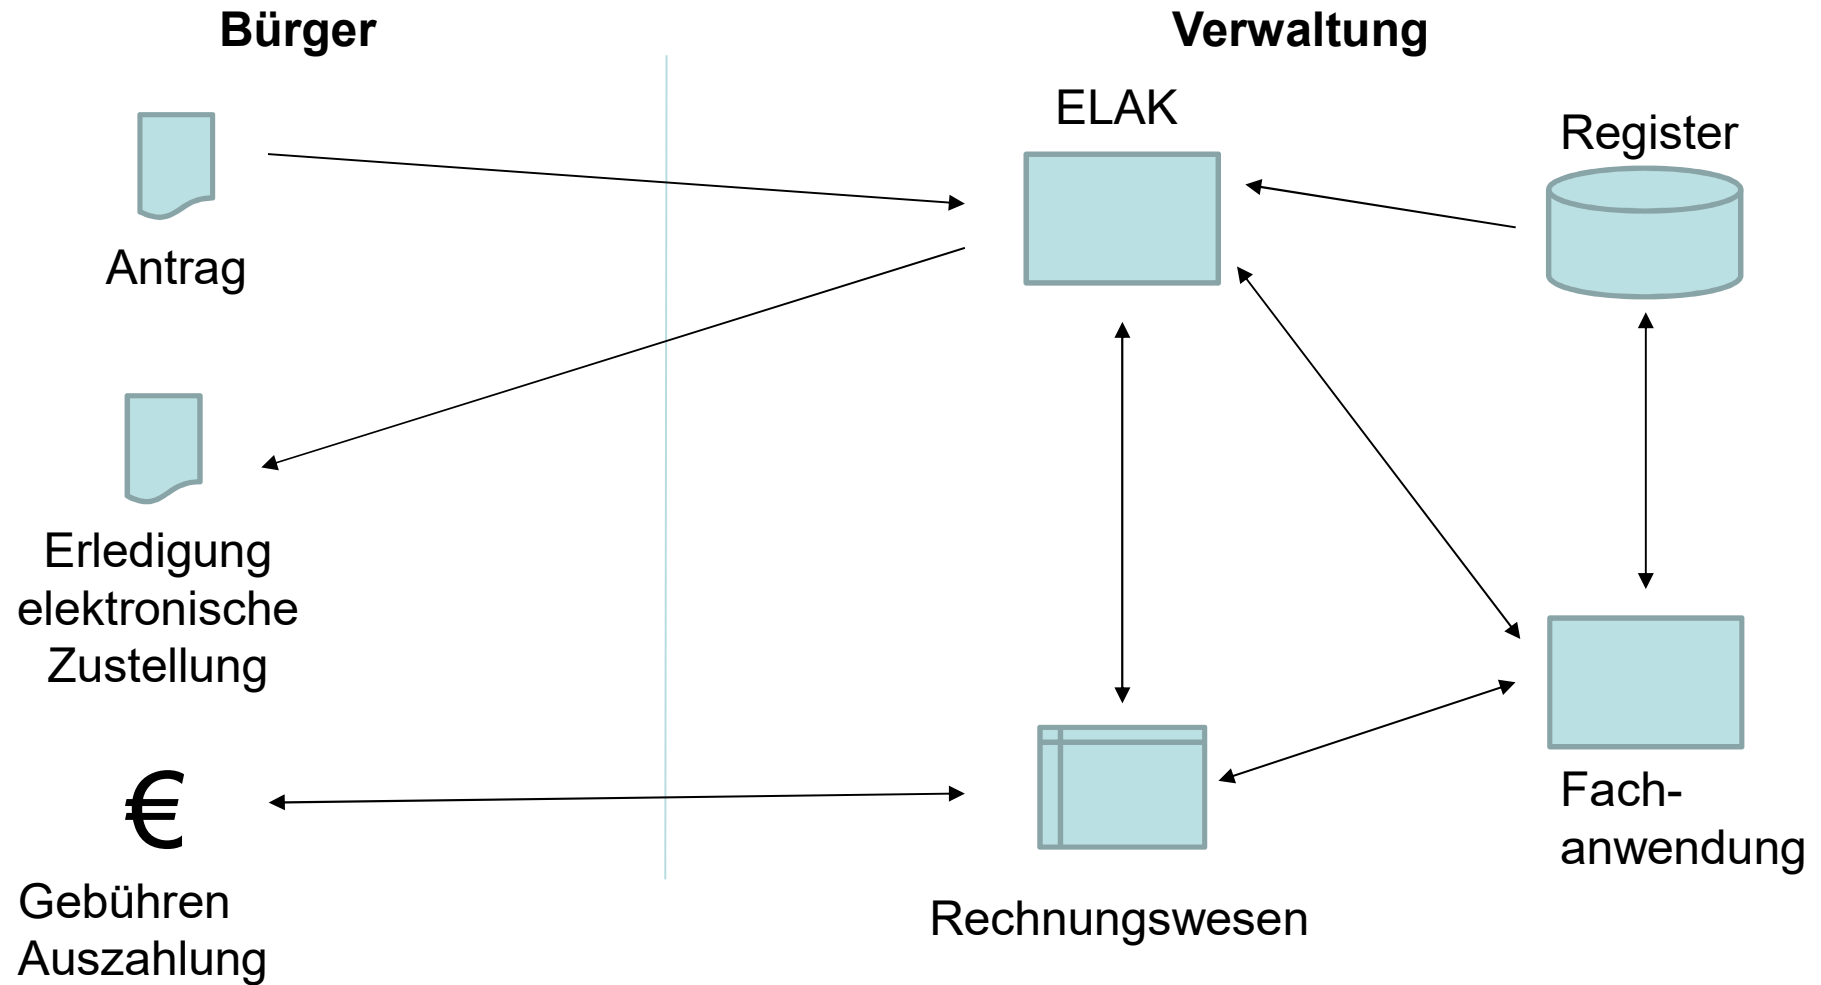 Bürger
Verwaltung
ELAK
Register
Antrag
Erledigung
elektronische
Zustellung
€
Gebühren
Auszahlung
Rechnungswesen
Fach-
anwendung